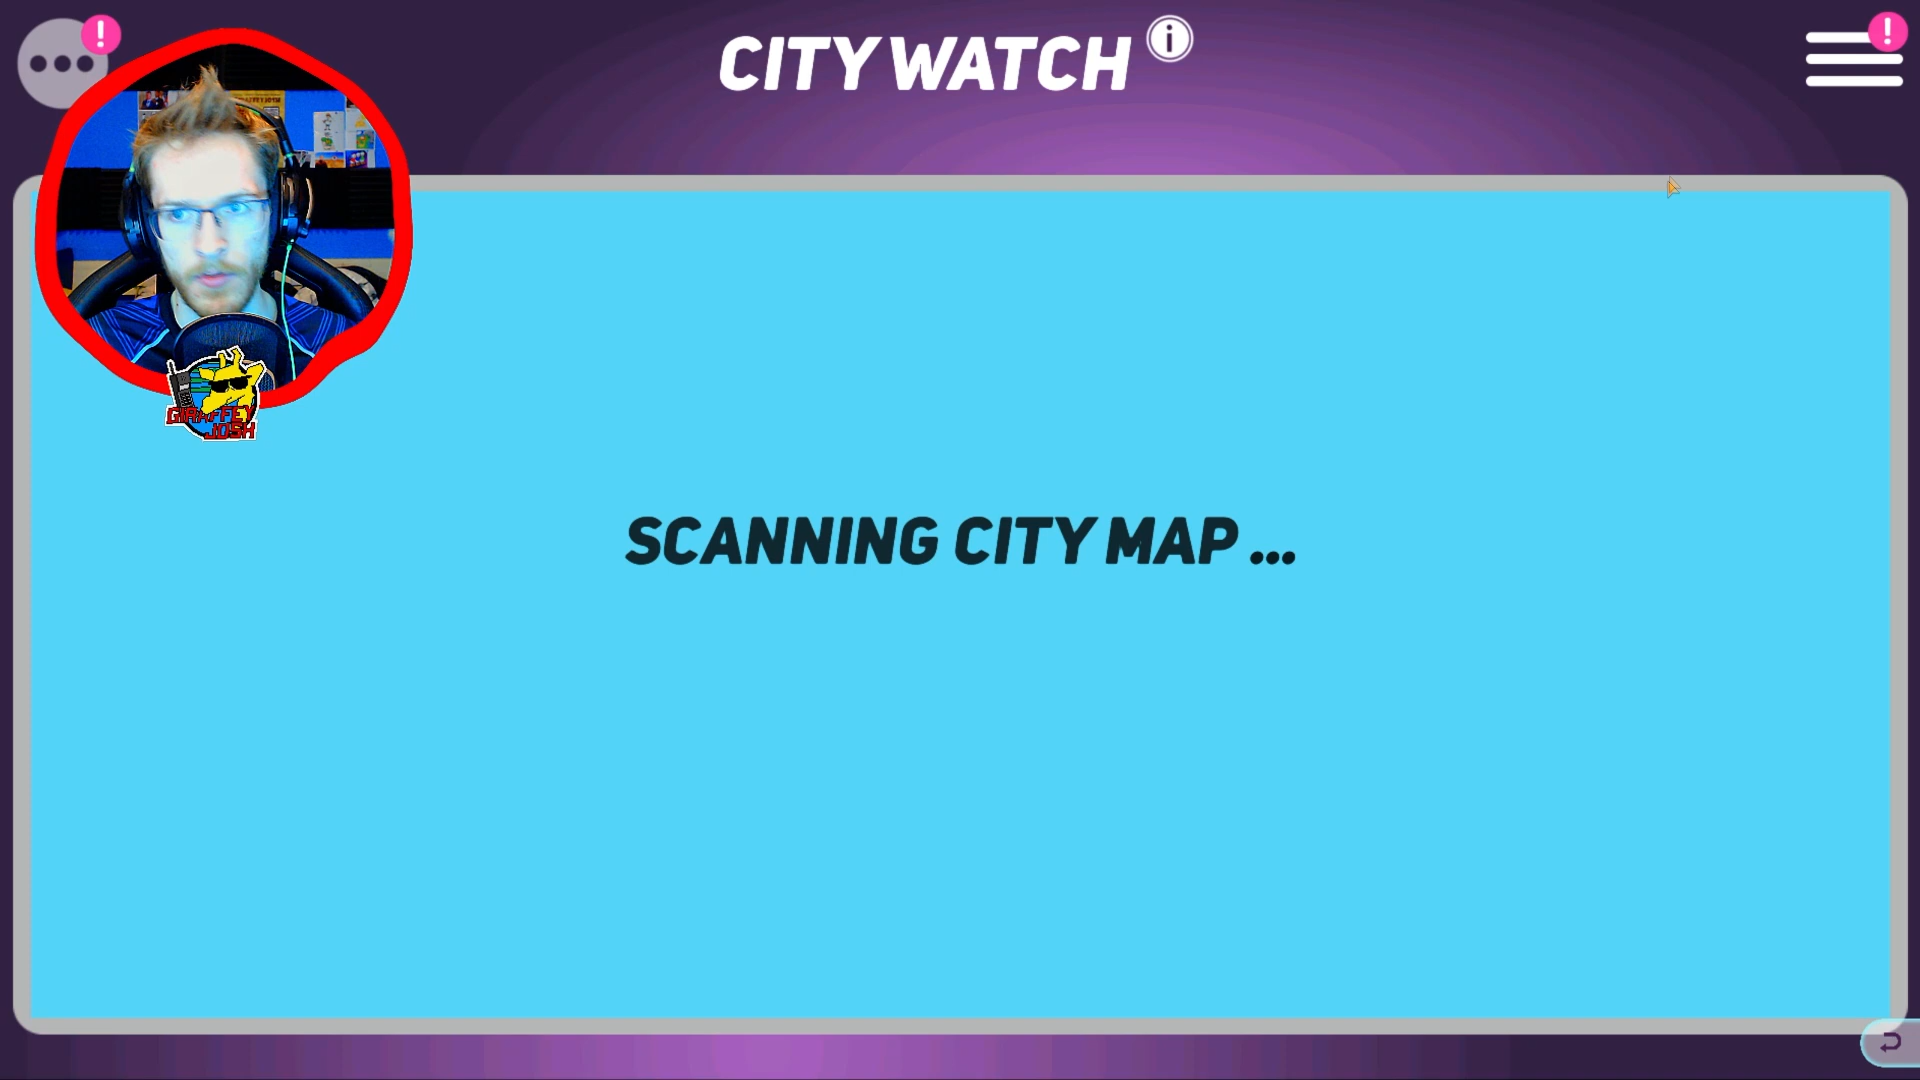 CITY WATCH
SCANNING CITY MAP ...
GIRAFFEY
JOSH